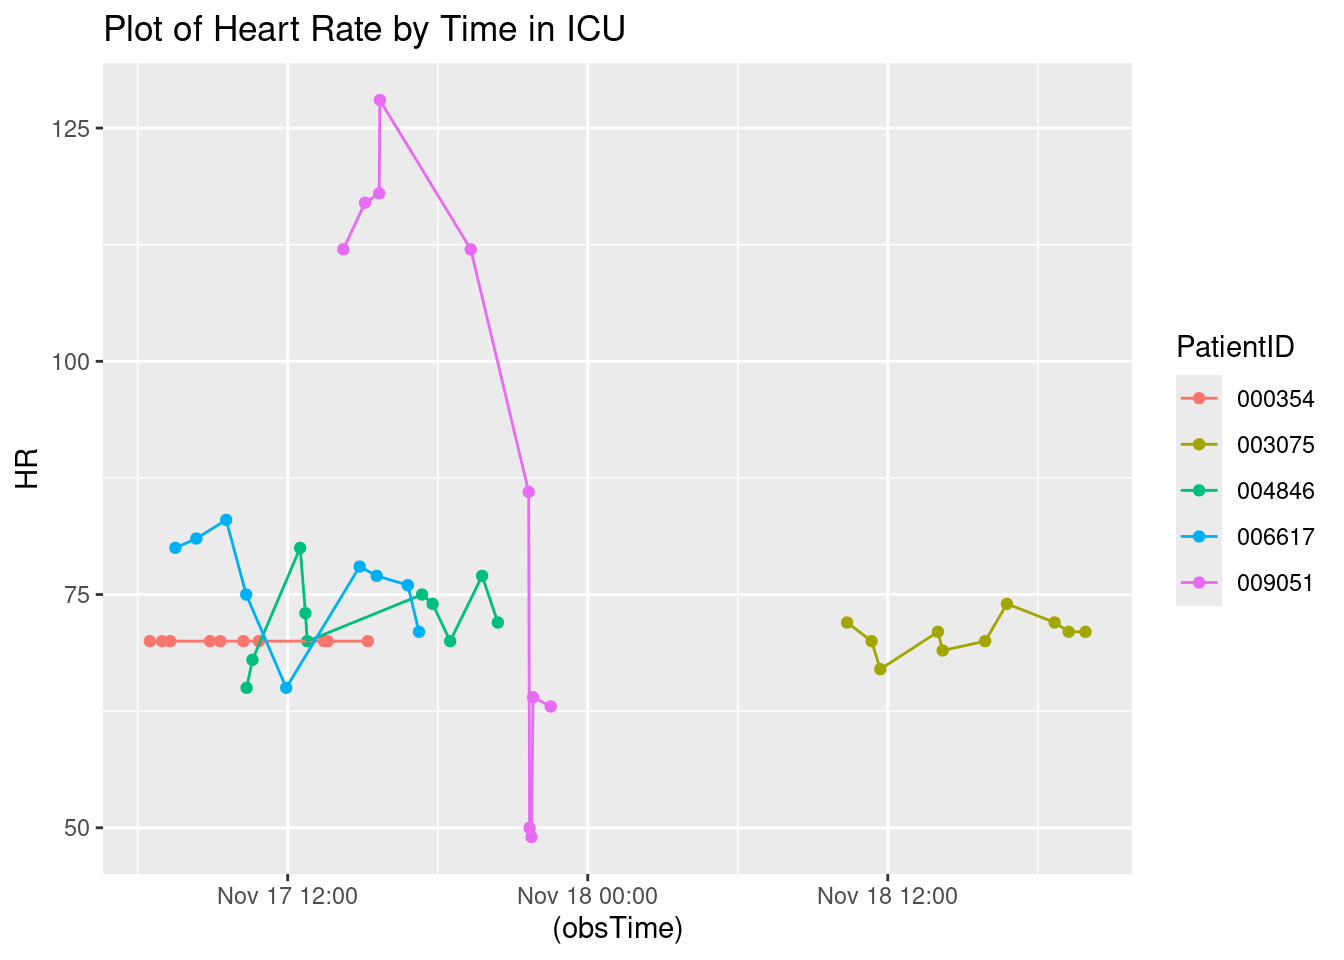 Plot of Heart Rate by Time in ICU
125
100
75
50
HR
Nov 17 12:00
Nov 18 00:00
Nov 18 12:00
(obsTime)
PatientID
000354
003075
004846
006617
009051